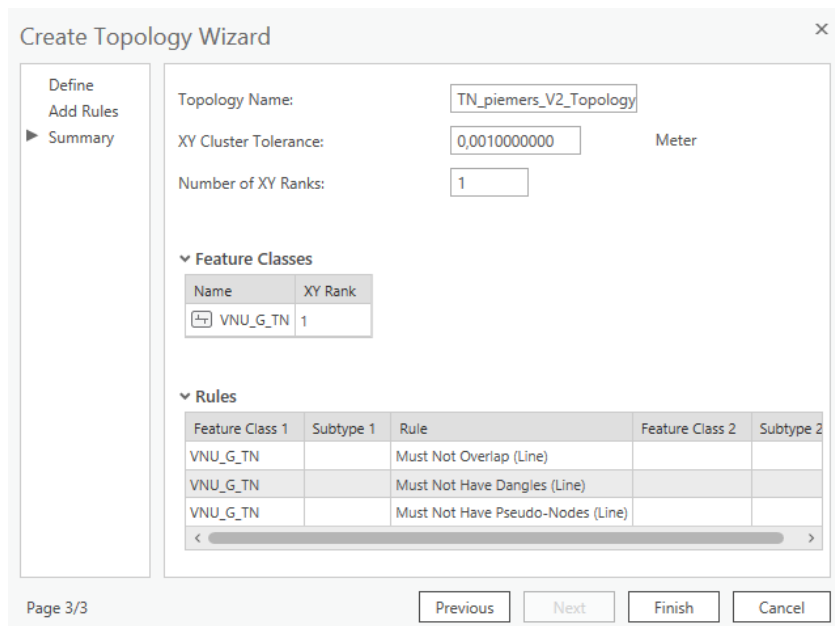 Create Topology Wizard
Define
Add Rules
Summary
Topology Name: TN_piemers_V2_Topology
XY Cluster Tolerance: 0,0010000000 Meter
Number of XY Ranks: 1
Feature Classes
Name XY Rank
VNU_G_TN 1
Rules
Feature Class 1 Subtype 1 Rule Feature Class 2 Subtype 2
VNU_G_TN Must Not Overlap (Line)
VNU_G_TN Must Not Have Dangles (Line)
VNU_G_TN Must Not Have Pseudo-Nodes (Line)
Page 3/3 Previous Next Finish Cancel